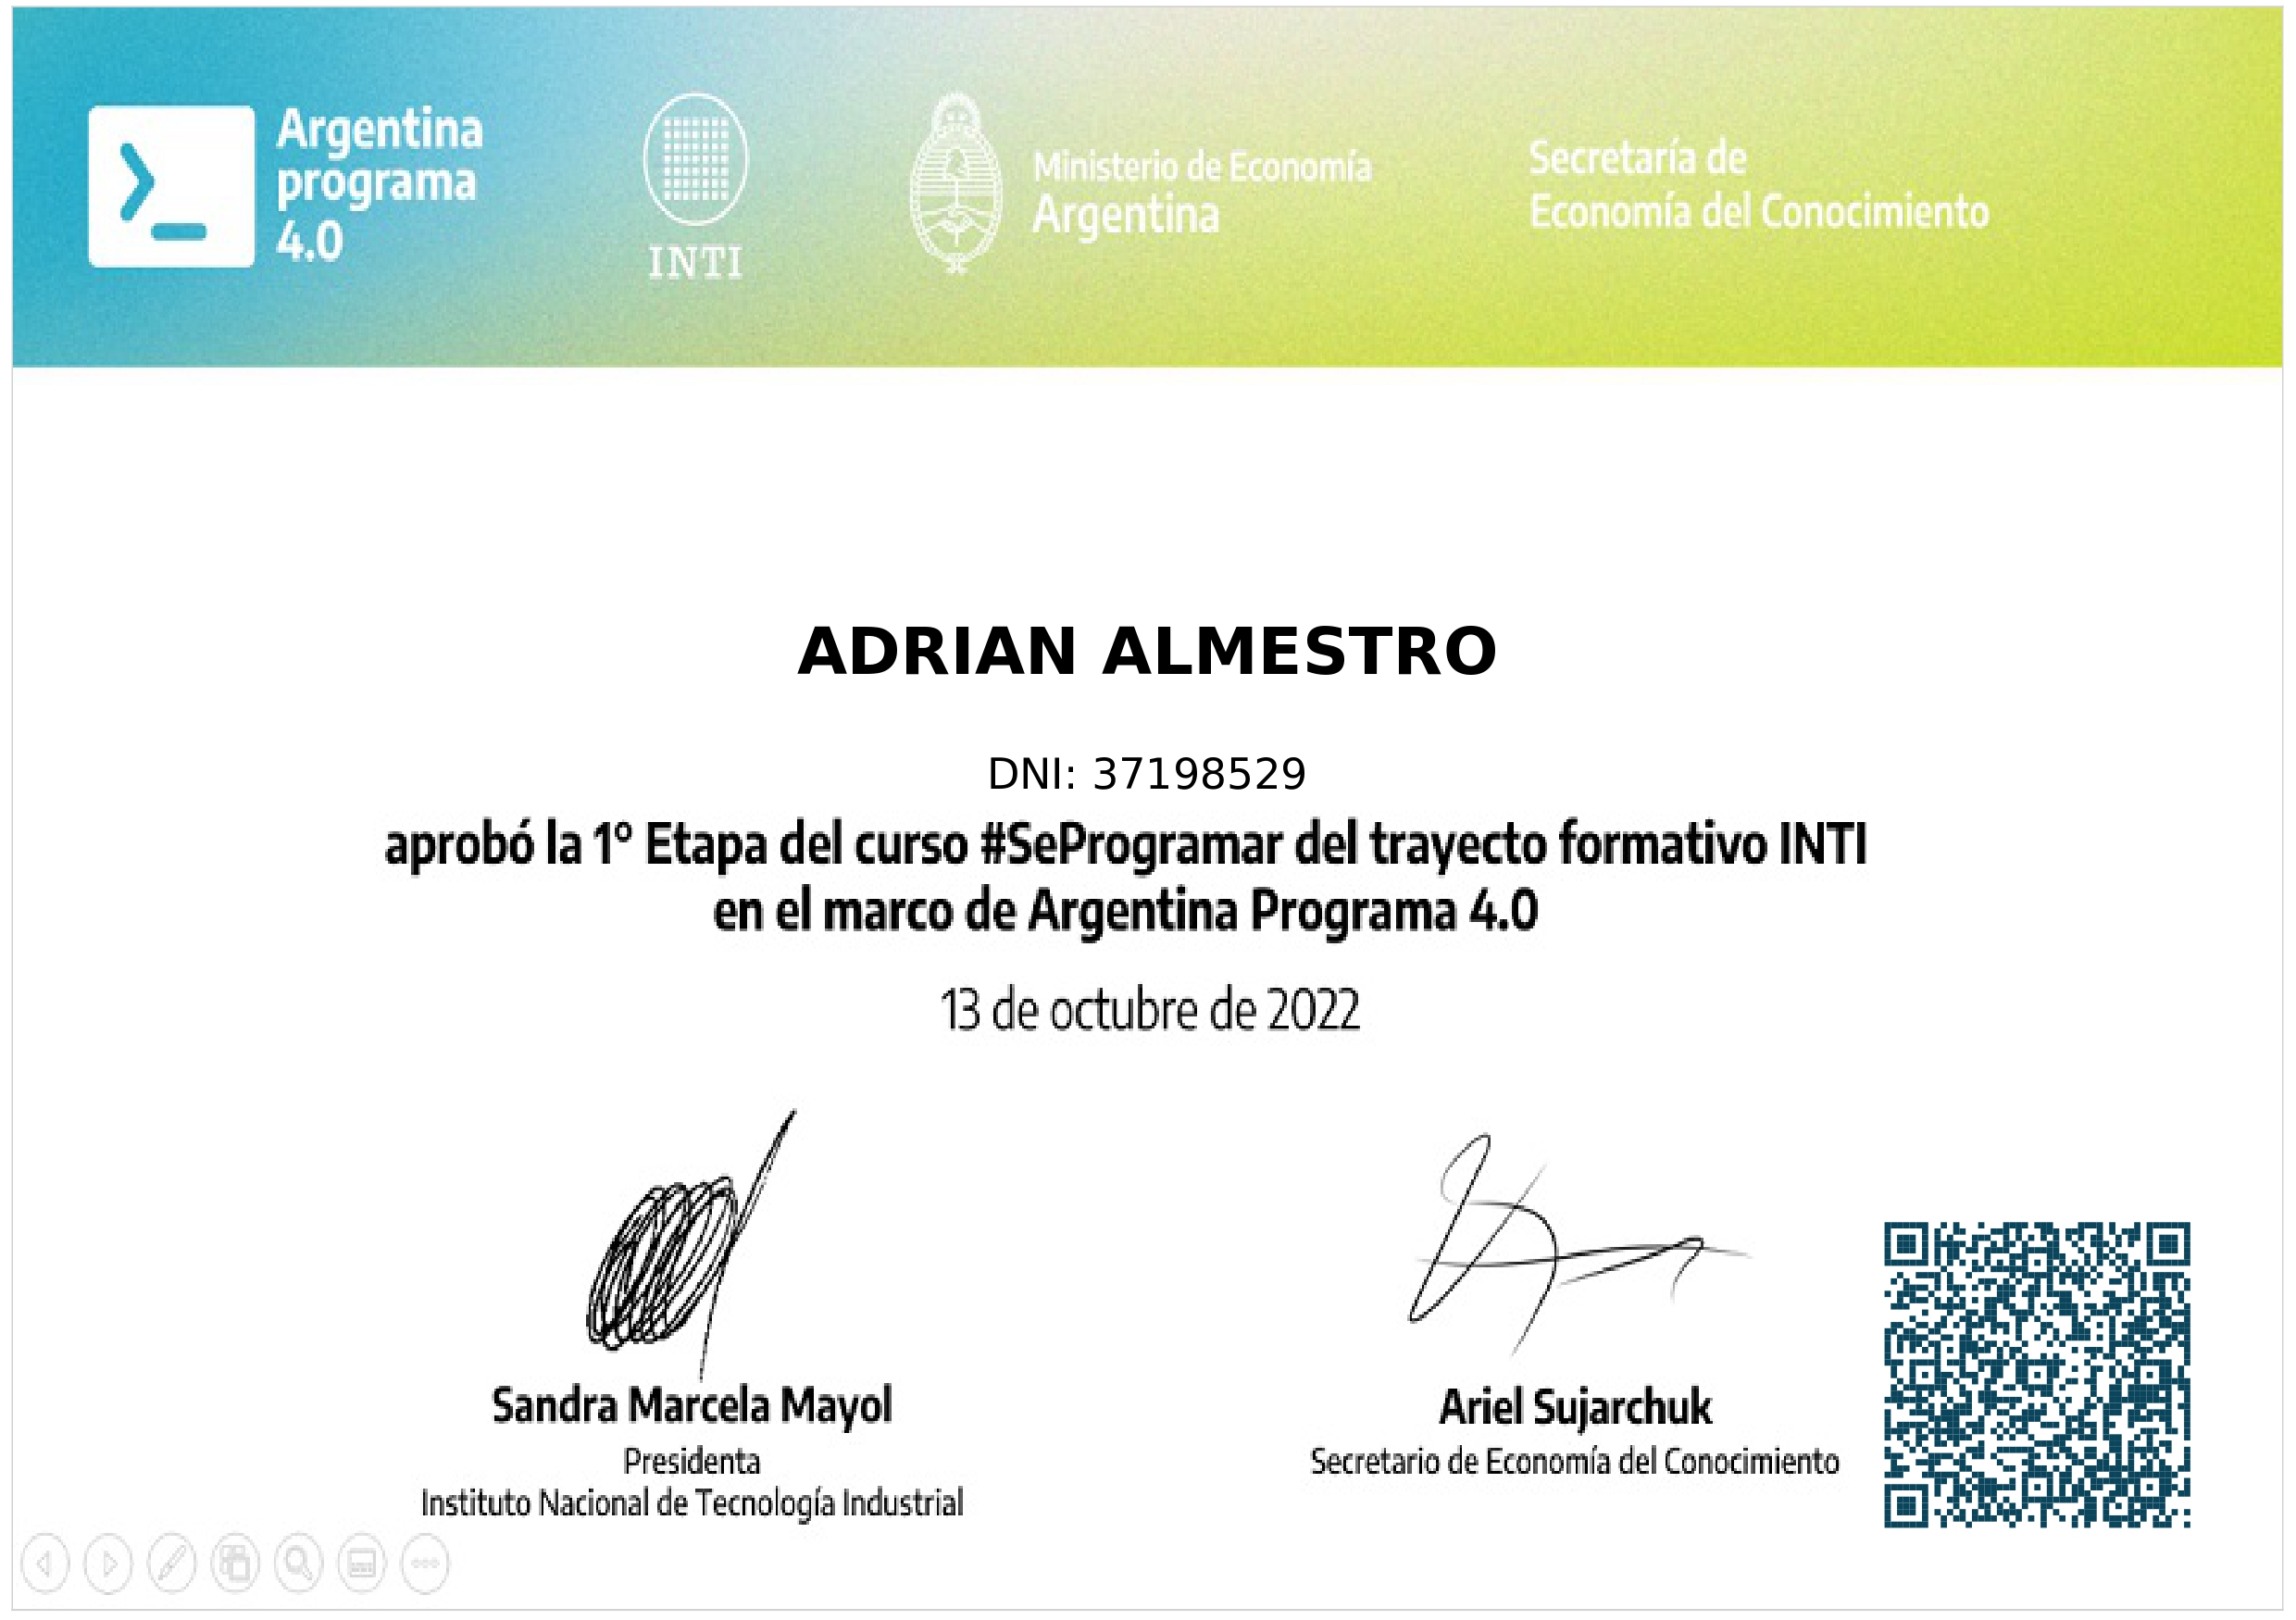 Argentina
programa
4.0
INTI
Ministerio de Economía
Argentina
Secretaría de
Economía del Conocimiento
ADRIAN ALMESTRO
DNI: 37198529
aprobó la 1° Etapa del curso #SeProgramar del trayecto formativo INTI
en el marco de Argentina Programa 4.0
13 de octubre de 2022
Sandra Marcela Mayol
Presidenta
Instituto Nacional de Tecnología Industrial
Ariel Sujarchuk
Secretario de Economía del Conocimiento